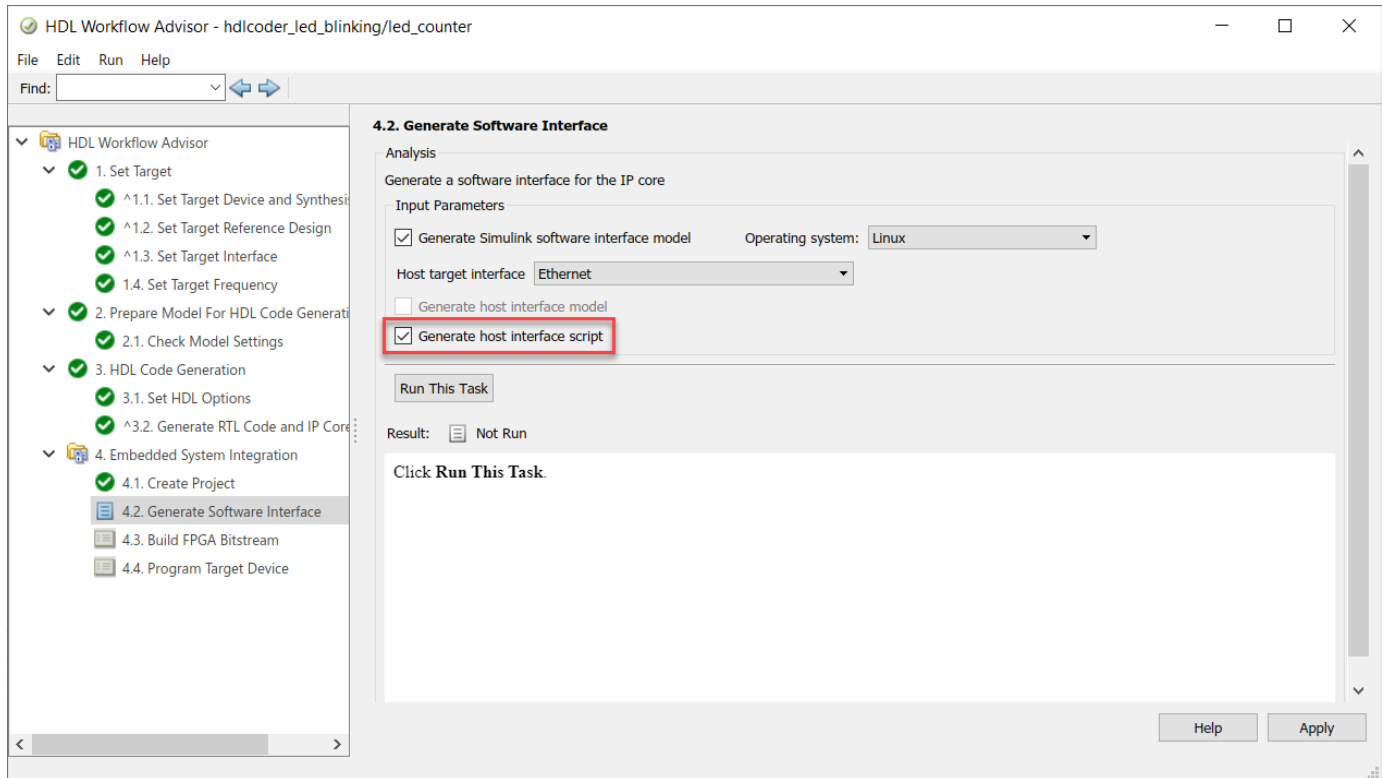 HDL Workflow Advisor - hdlcoder_led_blinking/led_counter
File Edit Run Help
Find:
HDL Workflow Advisor
1. Set Target
^1.1. Set Target Device and Synthesi
^1.2. Set Target Reference Design
^1.3. Set Target Interface
1.4. Set Target Frequency
2. Prepare Model For HDL Code Generati
2.1. Check Model Settings
3. HDL Code Generation
3.1. Set HDL Options
^3.2. Generate RTL Code and IP Core
4. Embedded System Integration
4.1. Create Project
4.2. Generate Software Interface
4.3. Build FPGA Bitstream
4.4. Program Target Device
4.2. Generate Software Interface
Analysis
Generate a software interface for the IP core
Input Parameters
Generate Simulink software interface model Operating system: Linux
Host target interface Ethernet
Generate host interface model
Generate host interface script
Run This Task
Result: Not Run
Click Run This Task.
Help Apply